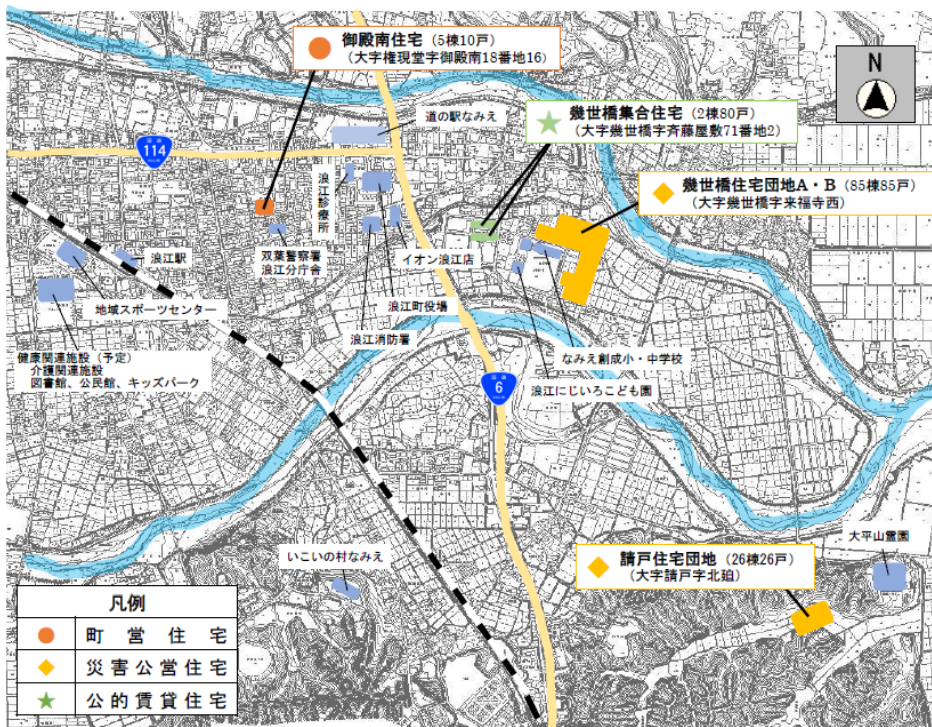 御殿南住宅（5棟10戸）
（大字権現堂字御殿南18番地16）
N
道の駅なみえ
幾世橋集合住宅（2棟80戸）
（大字幾世橋字斉藤屋敷71番地2）
国道
114
浪江診療所
幾世橋住宅団地A・B（85棟85戸）
（大字幾世橋字来福寺西）
双葉警察署
浪江分庁舎
イオン浪江店
浪江駅
地域スポーツセンター
浪江町役場
浪江消防署
なみえ創成小・中学校
健康関連施設（予定）
介護関連施設
図書館、公民館、キッズパーク
国道
6
浪江にじいろこども園
大平山霊園
請戸住宅団地（26棟26戸）
（大字請戸字北迫）
いこいの村なみえ
凡例
町営住宅
災害公営住宅
公的賃貸住宅